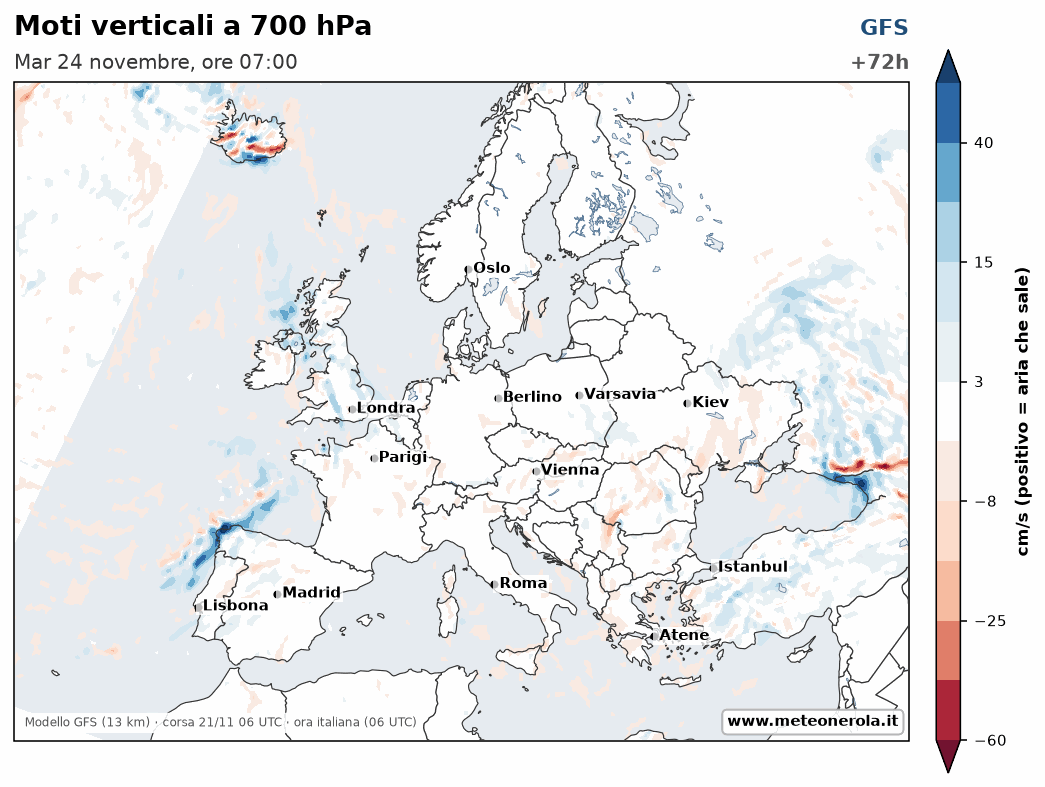 Moti verticali a 700 hPa
GFS
Mar 24 novembre, ore 07:00
+72h
40
15
3
−8
−25
−60
cm/s (positivo = aria che sale)
Oslo
Berlino
Varsavia
Kiev
Londra
Parigi
Vienna
Istanbul
Roma
Madrid
Lisbona
Atene
Modello GFS (13 km) · corsa 21/11 06 UTC · ora italiana (06 UTC)
www.meteonerola.it